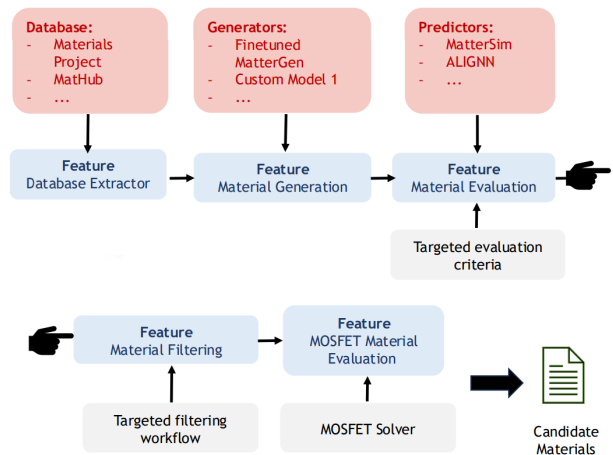 Database:
- Materials
Project
- MatHub
- ...
Generators:
- Finetuned
MatterGen
- Custom Model 1
- ...
Predictors:
- MatterSim
- ALIGNN
- ...
Feature
Database Extractor
Feature
Material Generation
Feature
Material Evaluation
Targeted evaluation
criteria
Feature
Material Filtering
Feature
MOSFET Material
Evaluation
Targeted filtering
workflow
MOSFET Solver
Candidate
Materials